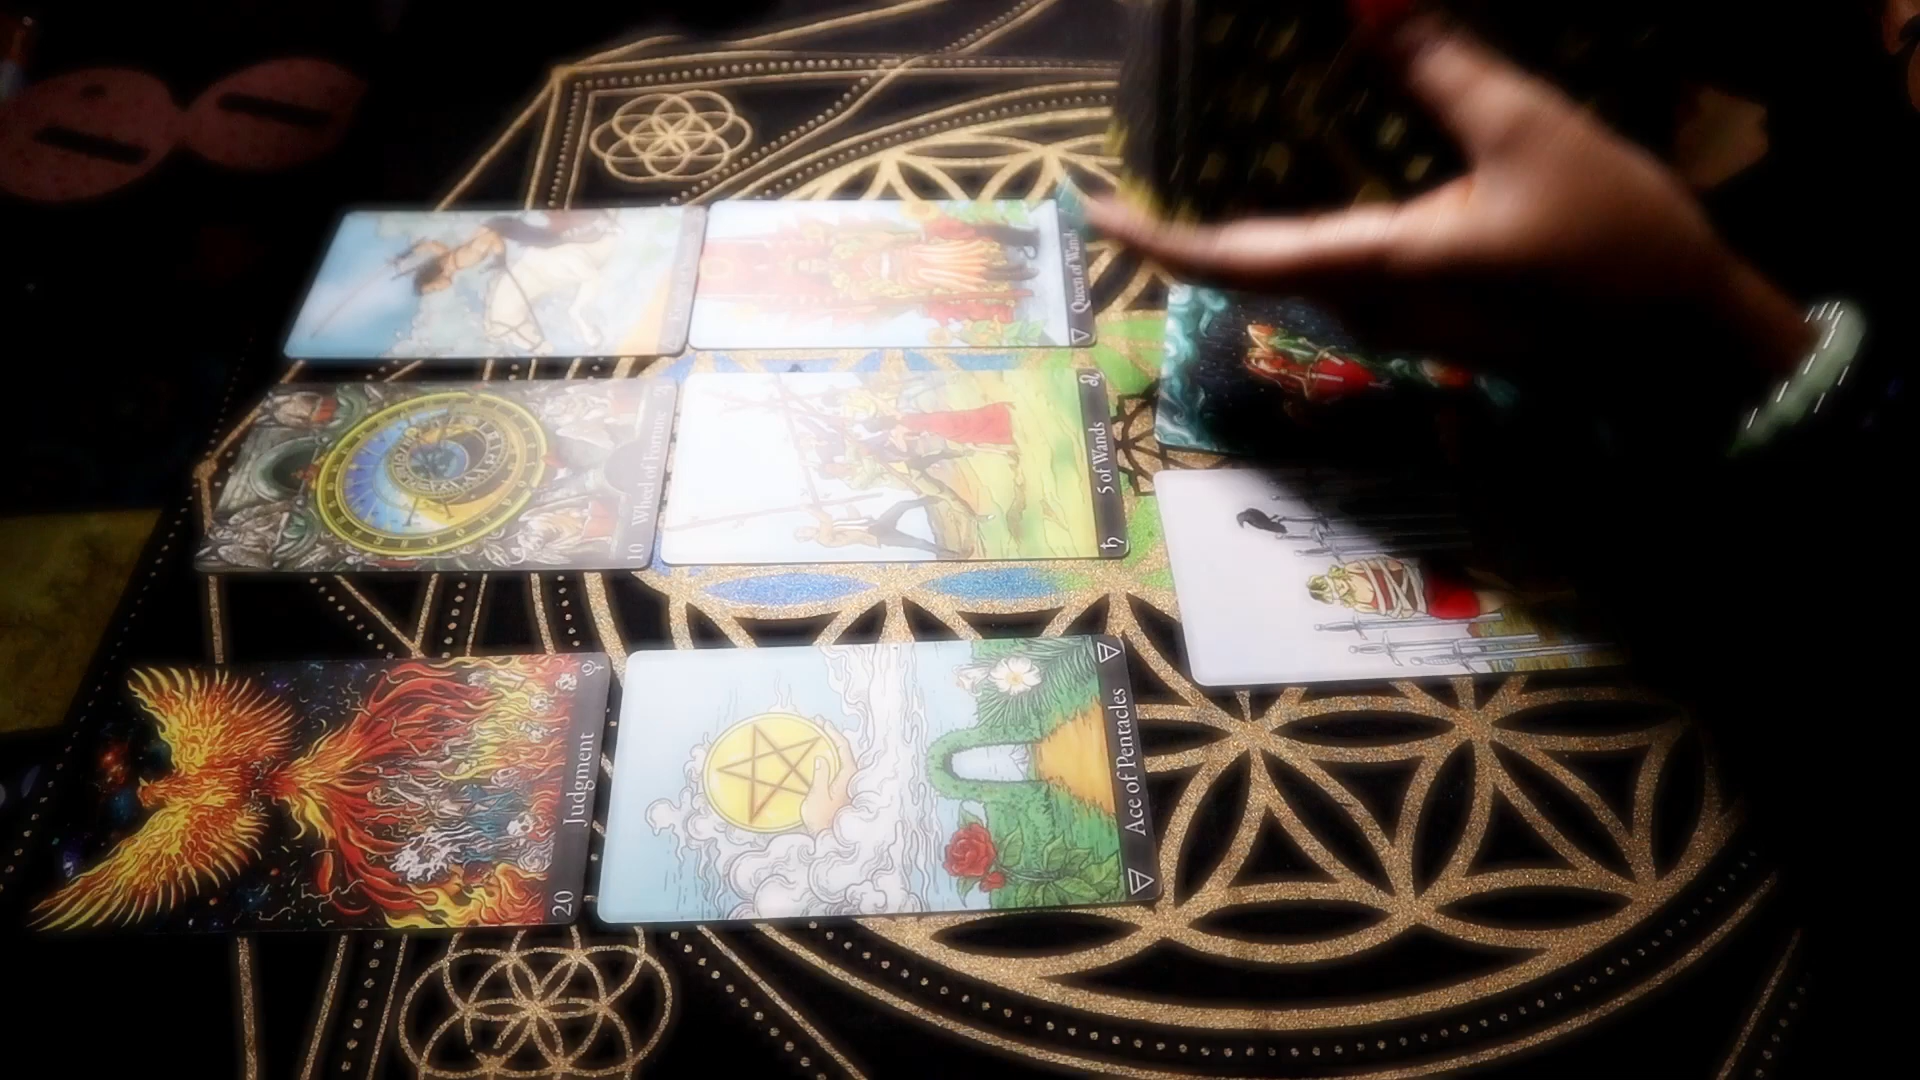 Queen of Wands
10 Wheel of Fortune
5 of Wands
20 Judgment
Ace of Pentacles